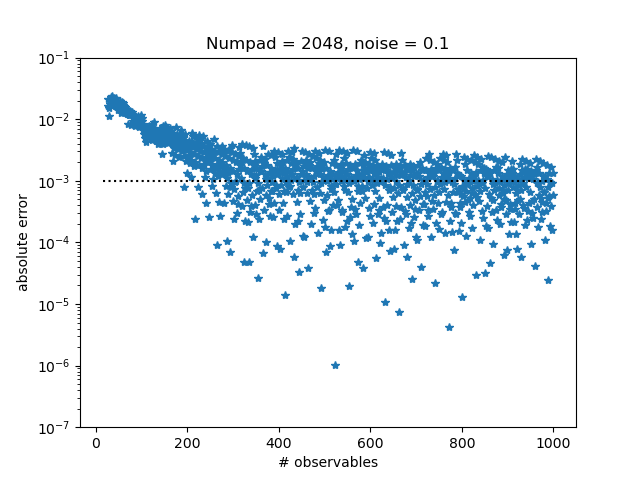 Numpad = 2048, noise = 0.1
10⁻¹
10⁻²
10⁻³
10⁻⁴
10⁻⁵
10⁻⁶
10⁻⁷
absolute error
0 200 400 600 800 1000
# observables